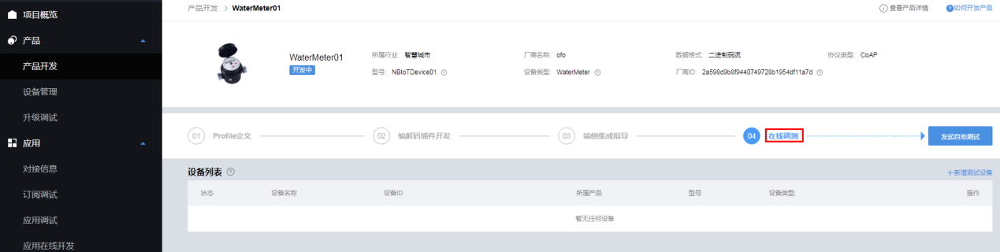 项目概览
产品
产品开发
设备管理
升级调试
应用
对接信息
订阅调试
应用调试
应用在线开发
产品开发 > WaterMeter01
查看产品详情 如何开发产品
WaterMeter01
开发中
所属行业: 智慧城市 厂商名称: ofo 数据格式: 二进制码流 协议类型: CoAP
型号: NBIoTDevice01 设备类型: WaterMeter 厂商ID: 2a598d9b8f9440749728b1954df11a7d
01 Profile定义 02 编解码插件开发 03 端侧集成指导 04 在线调测 发起自助测试
设备列表 +新增测试设备
状态 设备名称 设备ID 所属产品 型号 设备类型 操作
暂无任何设备